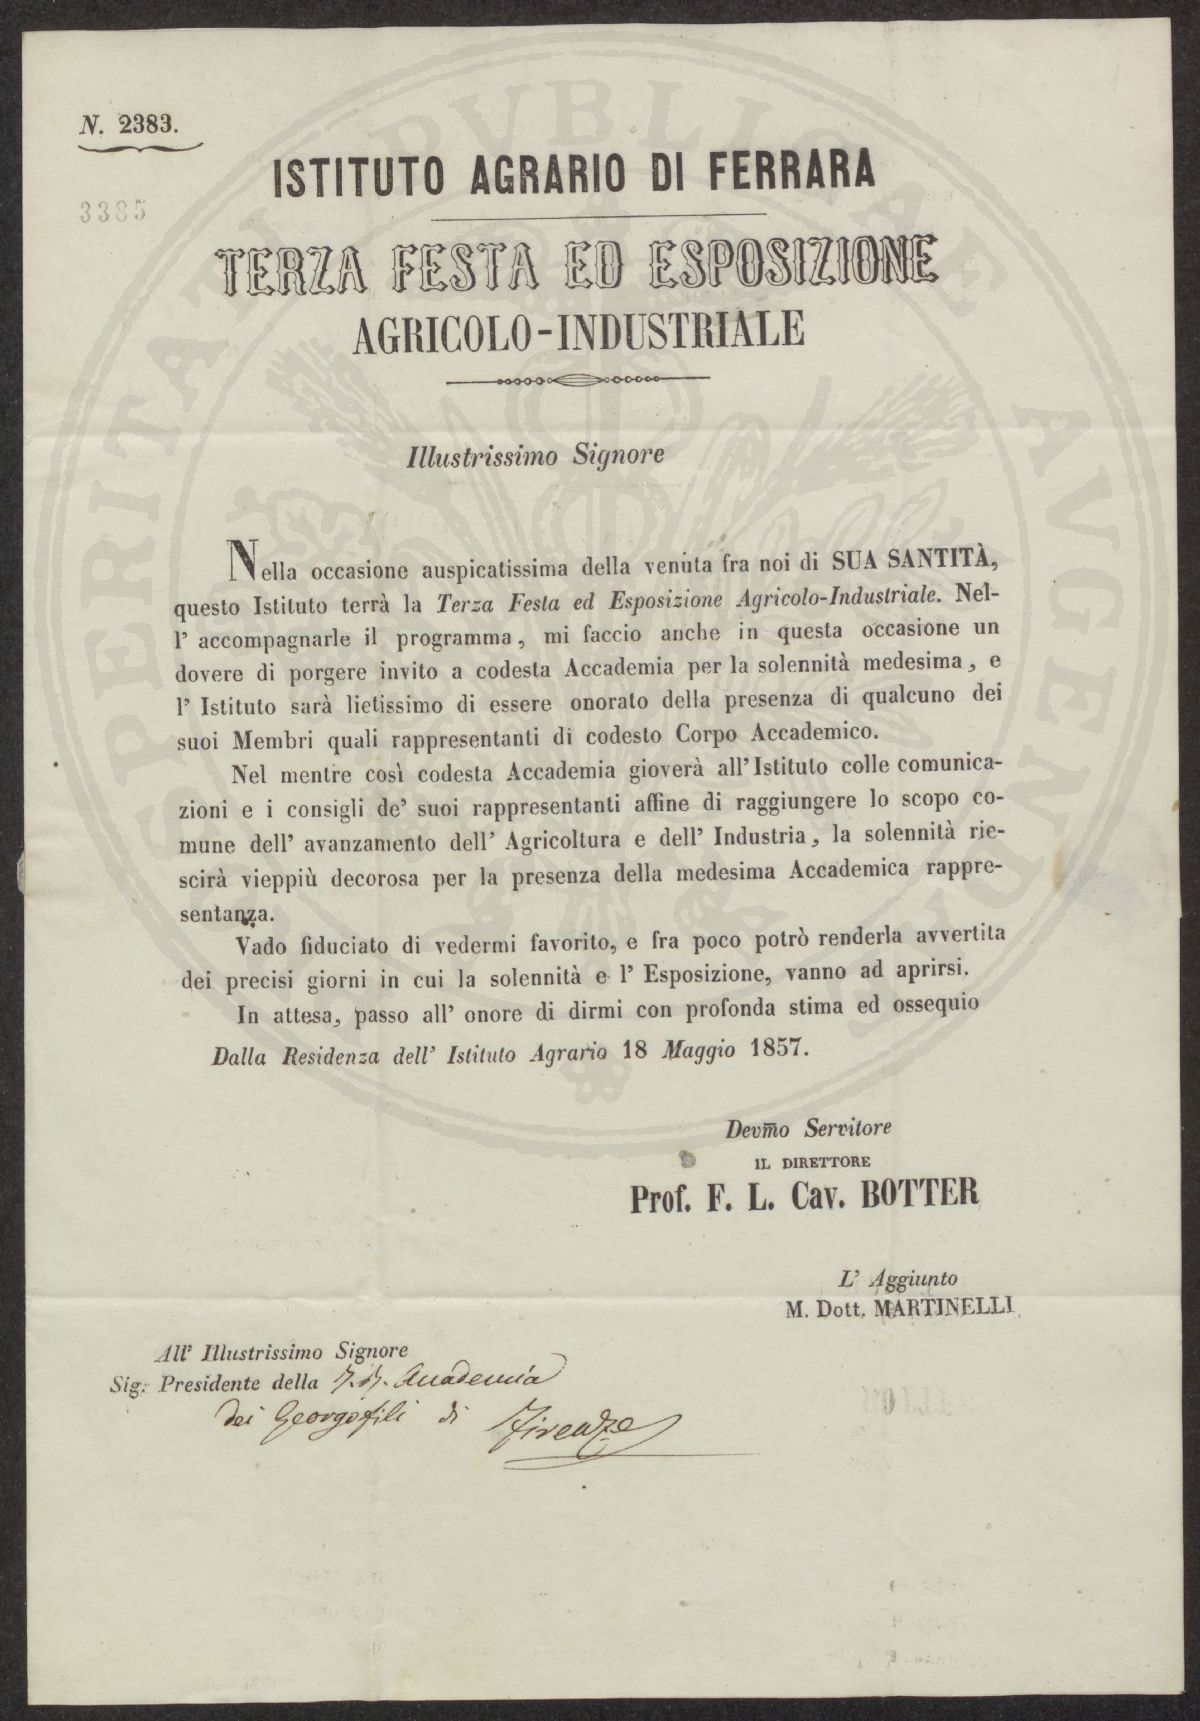 N. 2383.
3385
ISTITUTO AGRARIO DI FERRARA
TERZA FESTA ED ESPOSIZIONE
AGRICOLO-INDUSTRIALE
Illustrissimo Signore
Nella occasione auspicatissima della venuta fra noi di SUA SANTITÀ,
questo Istituto terrà la Terza Festa ed Esposizione Agricolo-Industriale. Nel-
l' accompagnarle il programma, mi faccio anche in questa occasione un
dovere di porgere invito a codesta Accademia per la solennità medesima, e
l' Istituto sarà lietissimo di essere onorato della presenza di qualcuno dei
suoi Membri quali rappresentanti di codesto Corpo Accademico.
Nel mentre così codesta Accademia gioverà all' Istituto colle comunica-
zioni e i consigli de' suoi rappresentanti affine di raggiungere lo scopo co-
mune dell' avanzamento dell' Agricoltura e dell' Industria, la solennità rie-
scirà vieppiù decorosa per la presenza della medesima Accademica rappre-
sentanza.
Vado fiduciato di vedermi favorito, e fra poco potrò renderla avvertita
dei precisi giorni in cui la solennità e l' Esposizione, vanno ad aprirsi.
In attesa, passo all' onore di dirmi con profonda stima ed ossequio
Dalla Residenza dell' Istituto Agrario 18 Maggio 1857.
Devm̅o Servitore
IL DIRETTORE
Prof. F. L. Cav. BOTTER
L' Aggiunto
M. Dott. MARTINELLI
All' Illustrissimo Signore
Sig: Presidente della I. R. Accademia
dei Georgofili di Firenze
PROSPERITATI PVBLICAE AVGENDAE